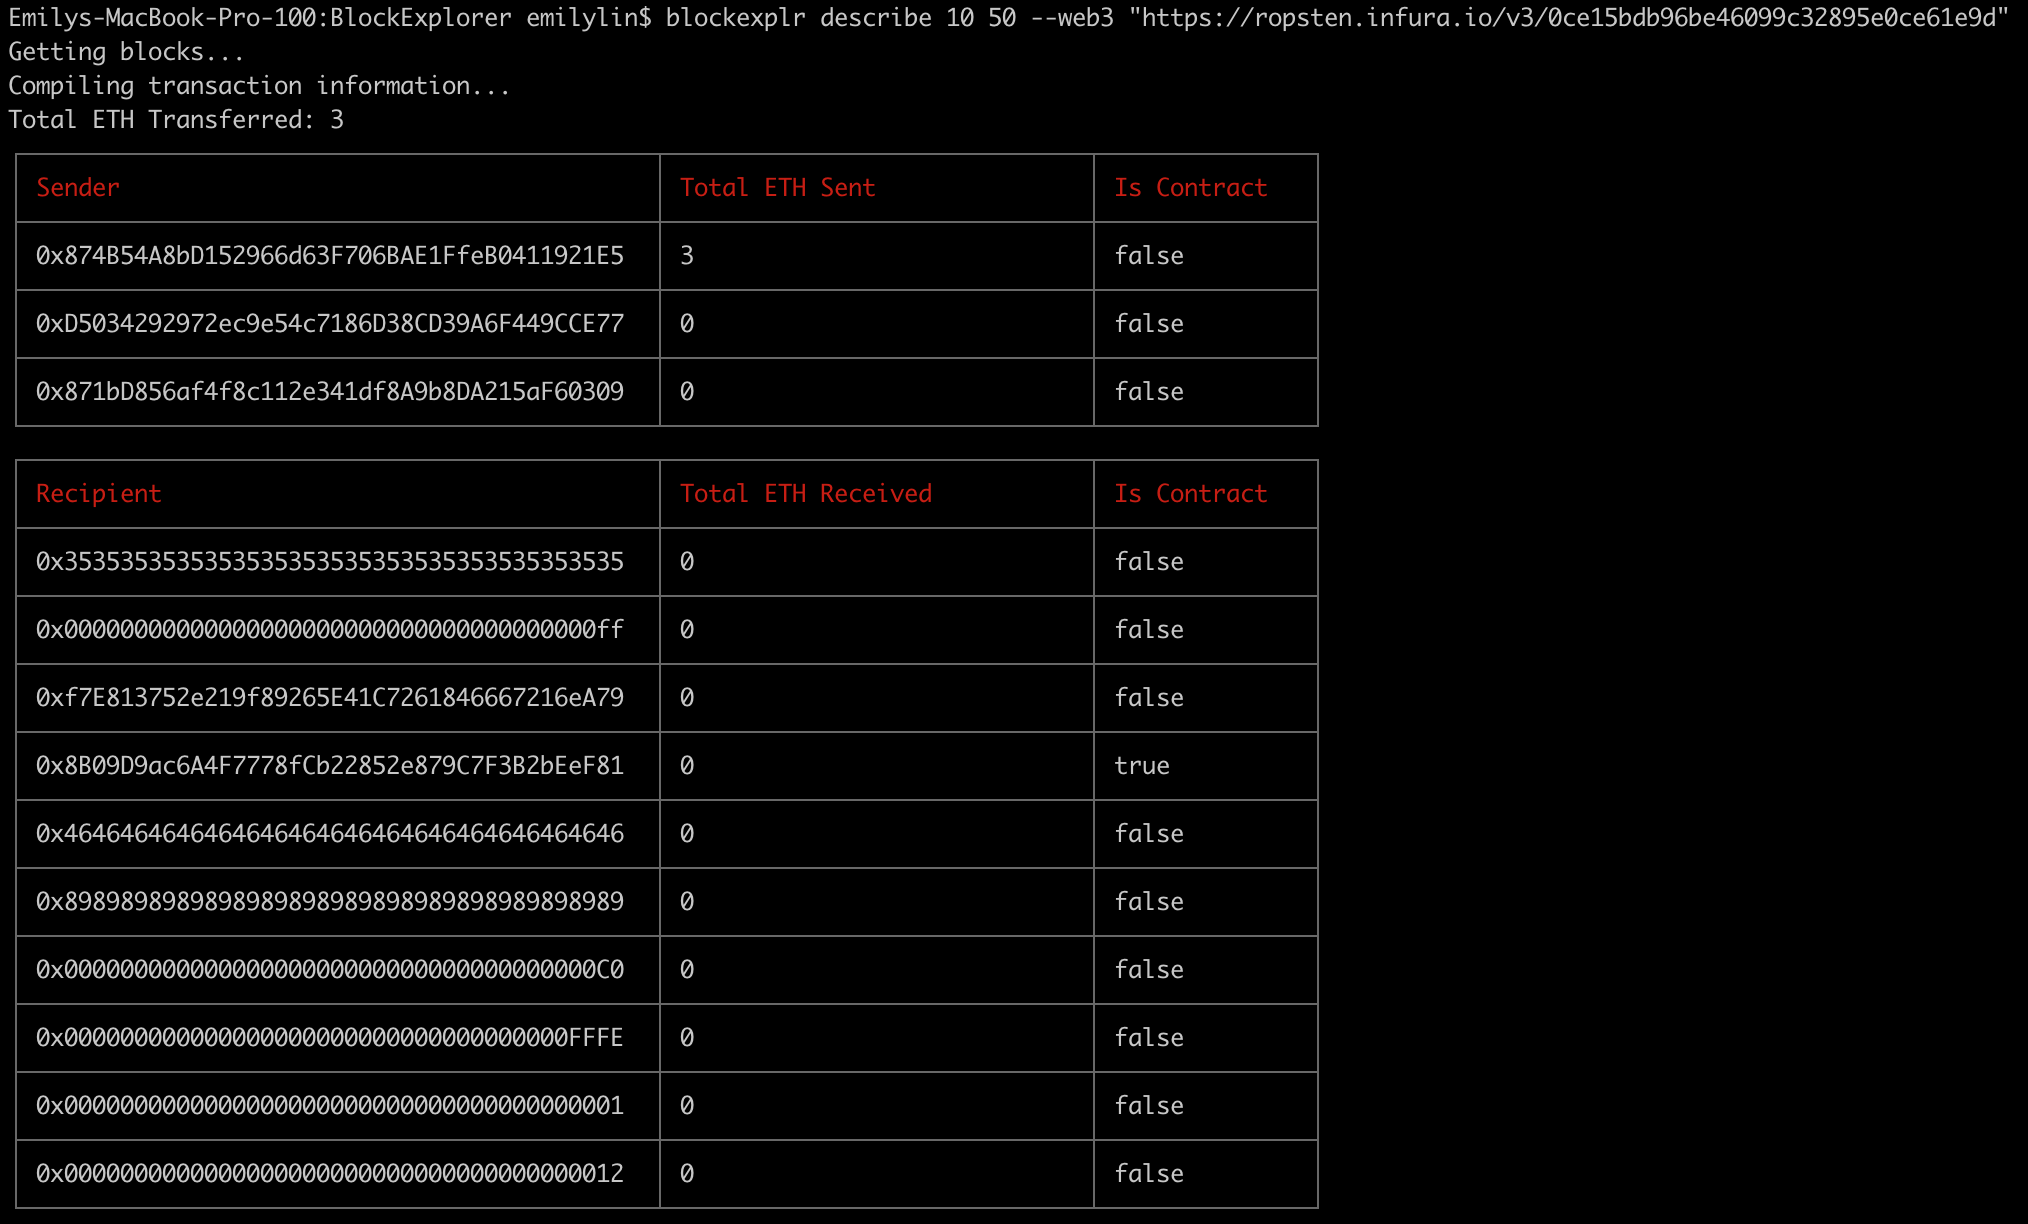 Emilys-MacBook-Pro-100:BlockExplorer emilylin$ blockexplr describe 10 50 --web3 "https://ropsten.infura.io/v3/0ce15bdb96be46099c32895e0ce61e9d"
Getting blocks...
Compiling transaction information...
Total ETH Transferred: 3
Sender Total ETH Sent Is Contract
0x874B54A8bD152966d63F706BAE1FfeB0411921E5 3 false
0xD5034292972ec9e54c7186D38CD39A6F449CCE77 0 false
0x871bD856af4f8c112e341df8A9b8DA215aF60309 0 false
Recipient Total ETH Received Is Contract
0x3535353535353535353535353535353535353535 0 false
0x00000000000000000000000000000000000000ff 0 false
0xf7E813752e219f89265E41C7261846667216eA79 0 false
0x8B09D9ac6A4F7778fCb22852e879C7F3B2bEeF81 0 true
0x4646464646464646464646464646464646464646 0 false
0x8989898989898989898989898989898989898989 0 false
0x00000000000000000000000000000000000000C0 0 false
0x000000000000000000000000000000000000FFFE 0 false
0x0000000000000000000000000000000000000001 0 false
0x0000000000000000000000000000000000000012 0 false